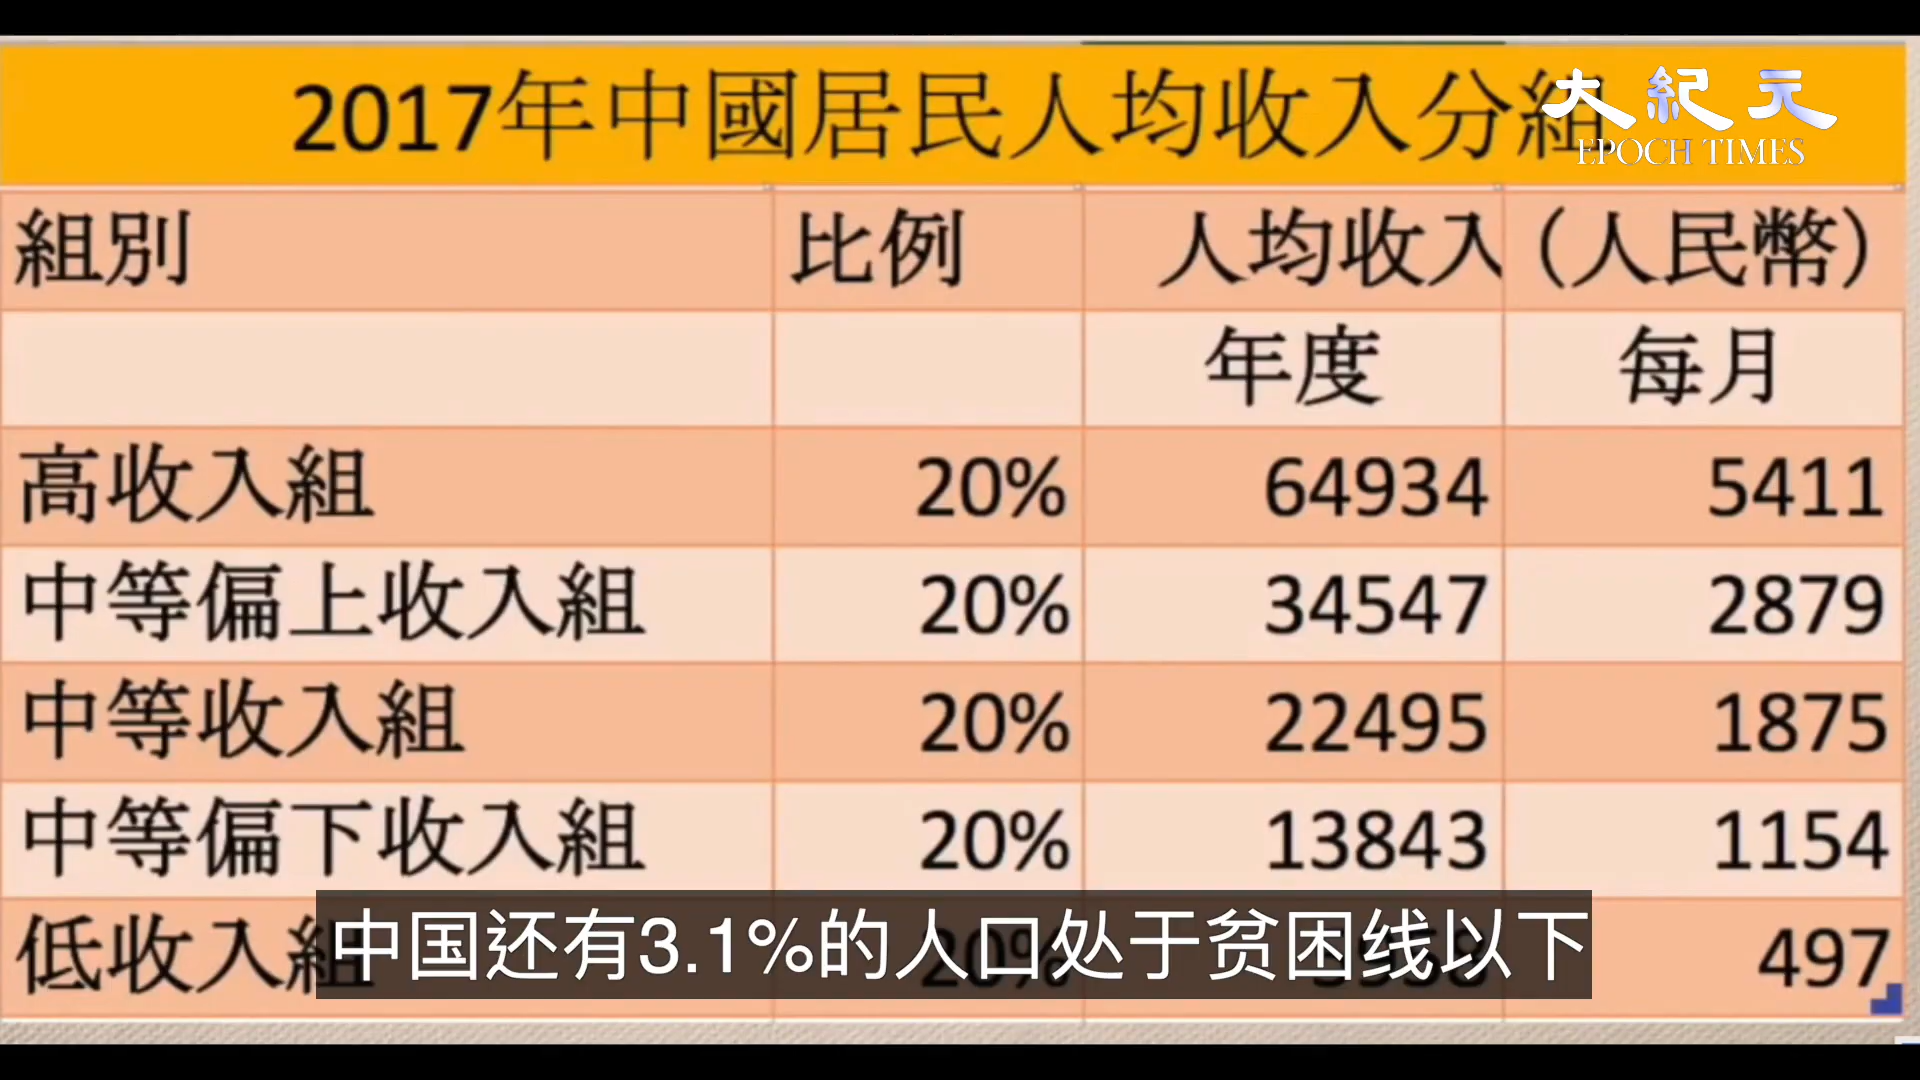 2017年中國居民人均收入分組
大紀元
EPOCH TIMES
組別 比例 人均收入（人民幣）
年度 每月
高收入組 20% 64934 5411
中等偏上收入組 20% 34547 2879
中等收入組 20% 22495 1875
中等偏下收入組 20% 13843 1154
低收入組 20% 5958 497
中国还有3.1%的人口处于贫困线以下